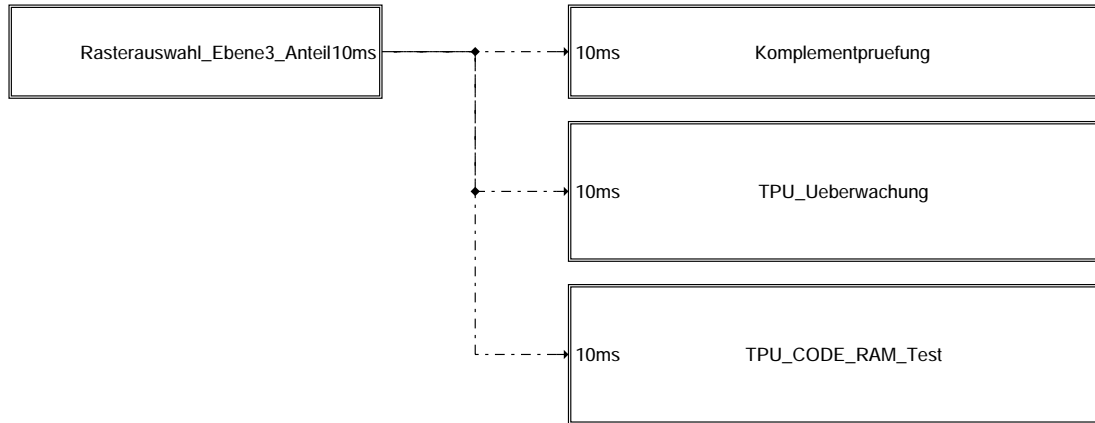 Rasterauswahl_Ebene3_Anteil10ms
10ms Komplementpruefung
10ms TPU_Ueberwachung
10ms TPU_CODE_RAM_Test